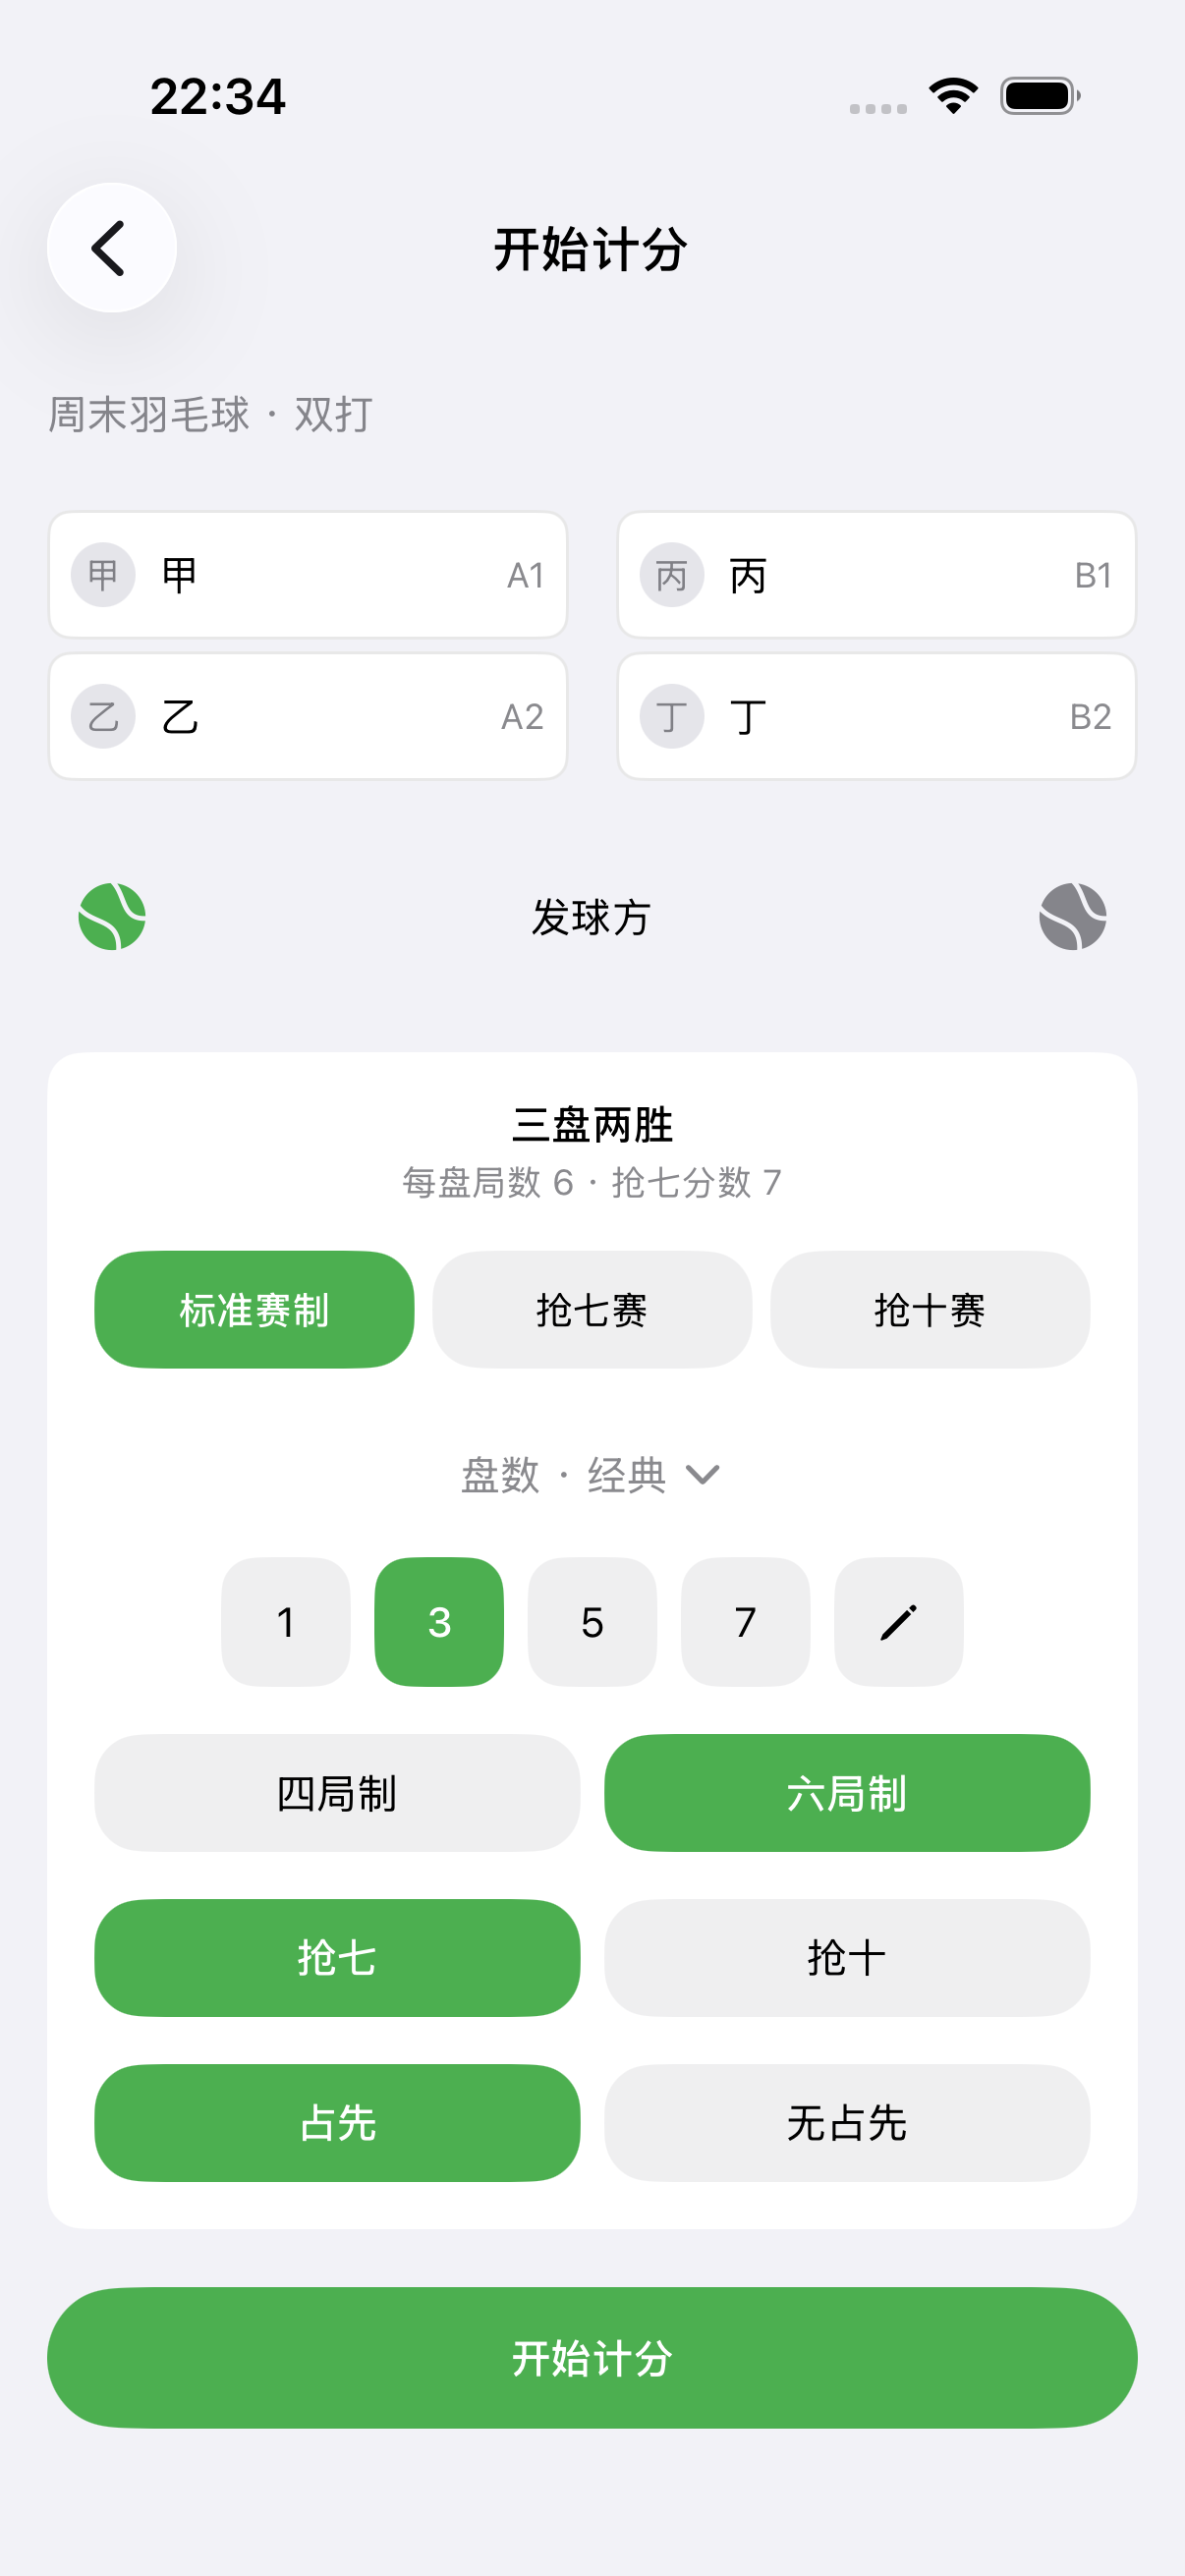 22:34
开始计分
周末羽毛球 · 双打
甲 甲 A1
丙 丙 B1
乙 乙 A2
丁 丁 B2
发球方
三盘两胜
每盘局数 6 · 抢七分数 7
标准赛制 抢七赛 抢十赛
盘数 · 经典
1 3 5 7
四局制 六局制
抢七 抢十
占先 无占先
开始计分